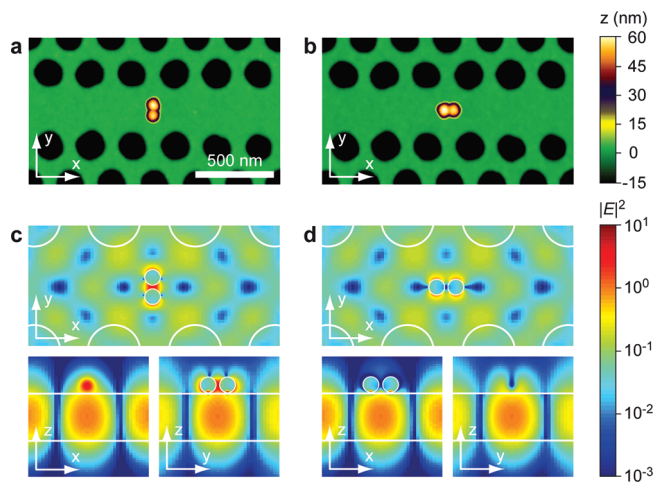 a
b
z (nm)
60
45
30
15
0
-15
y
x
500 nm
y
x
c
d
|E|²
10¹
10⁰
10⁻¹
10⁻²
10⁻³
y
x
y
x
z
x
z
y
z
x
z
y